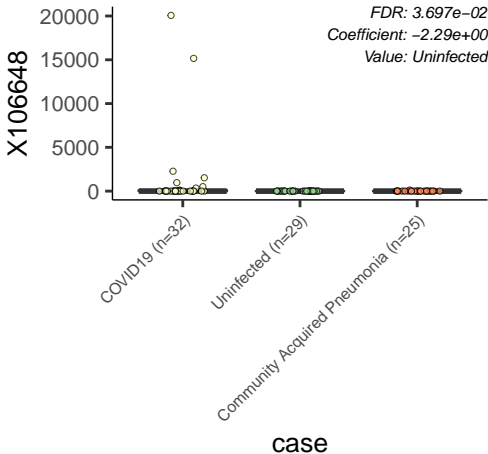 FDR: 3.697e−02
Coefficient: −2.29e+00
Value: Uninfected
X106648
20000
15000
10000
5000
0
COVID19 (n=32)
Uninfected (n=29)
Community Acquired Pneumonia (n=25)
case